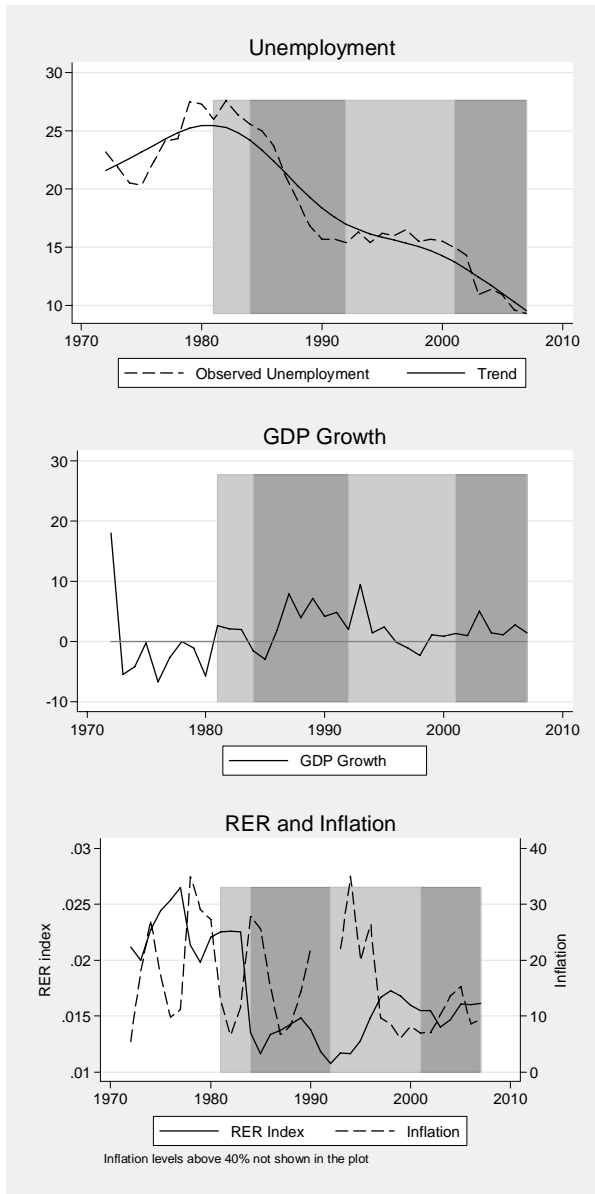 Unemployment
30
25
20
15
10
1970 1980 1990 2000 2010
Observed Unemployment Trend
GDP Growth
30
20
10
0
-10
1970 1980 1990 2000 2010
GDP Growth
RER and Inflation
.03 40
.025 30
.02 20
.015 10
.01 0
RER index
Inflation
1970 1980 1990 2000 2010
RER Index Inflation
Inflation levels above 40% not shown in the plot